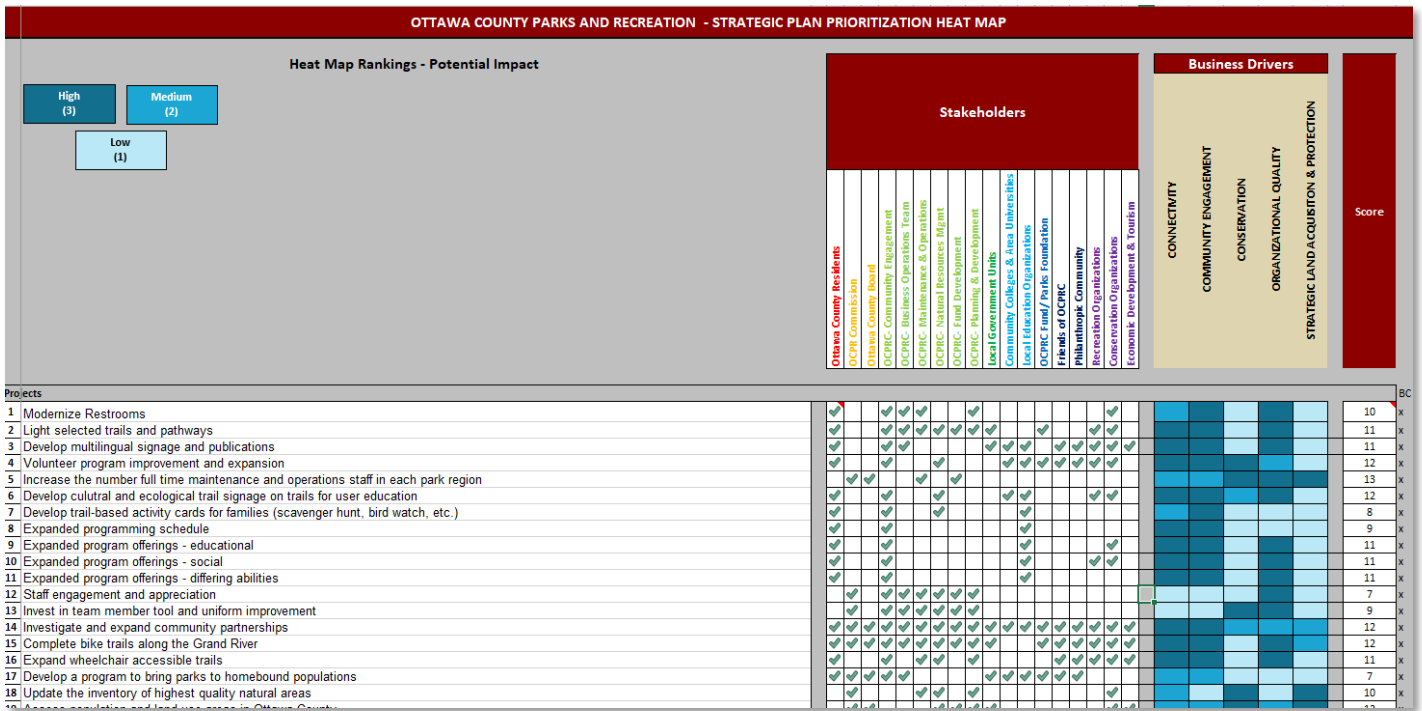 OTTAWA COUNTY PARKS AND RECREATION - STRATEGIC PLAN PRIORITIZATION HEAT MAP
Heat Map Rankings - Potential Impact
High
(3)
Medium
(2)
Low
(1)
Stakeholders
Business Drivers
Score
Ottawa County Residents
OCPR Commission
Ottawa County Board
OCPRC- Community Engagement
OCPRC- Business Operations Team
OCPRC- Maintenance & Operations
OCPRC- Natural Resources Mgmt
OCPRC- Fund Development
OCPRC- Planning & Development
Local Government Units
Community Colleges & Area Universities
Local Education Organizations
OCPRC Fund/ Parks Foundation
Friends of OCPRC
Philanthropic Community
Recreation Organizations
Conservation Organizations
Economic Development & Tourism
CONNECTIVITY
COMMUNITY ENGAGEMENT
CONSERVATION
ORGANIZATIONAL QUALITY
STRATEGIC LAND ACQUISITON & PROTECTION
Projects BC
1 Modernize Restrooms 10 x
2 Light selected trails and pathways 11 x
3 Develop multilingual signage and publications 11 x
4 Volunteer program improvement and expansion 12 x
5 Increase the number full time maintenance and operations staff in each park region 13 x
6 Develop culutral and ecological trail signage on trails for user education 12 x
7 Develop trail-based activity cards for families (scavenger hunt, bird watch, etc.) 8 x
8 Expanded programming schedule 9 x
9 Expanded program offerings - educational 11 x
10 Expanded program offerings - social 11 x
11 Expanded program offerings - differing abilities 11 x
12 Staff engagement and appreciation 7 x
13 Invest in team member tool and uniform improvement 9 x
14 Investigate and expand community partnerships 12 x
15 Complete bike trails along the Grand River 12 x
16 Expand wheelchair accessible trails 11 x
17 Develop a program to bring parks to homebound populations 7 x
18 Update the inventory of highest quality natural areas 10 x